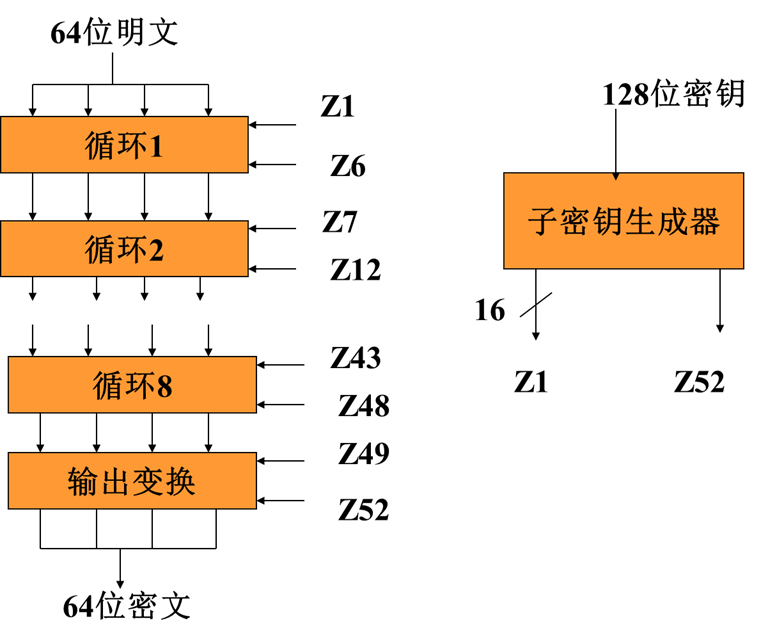 64位明文
Z1
循环1
Z6
Z7
循环2
Z12
Z43
循环8
Z48
Z49
输出变换
Z52
64位密文
128位密钥
子密钥生成器
16
Z1
Z52